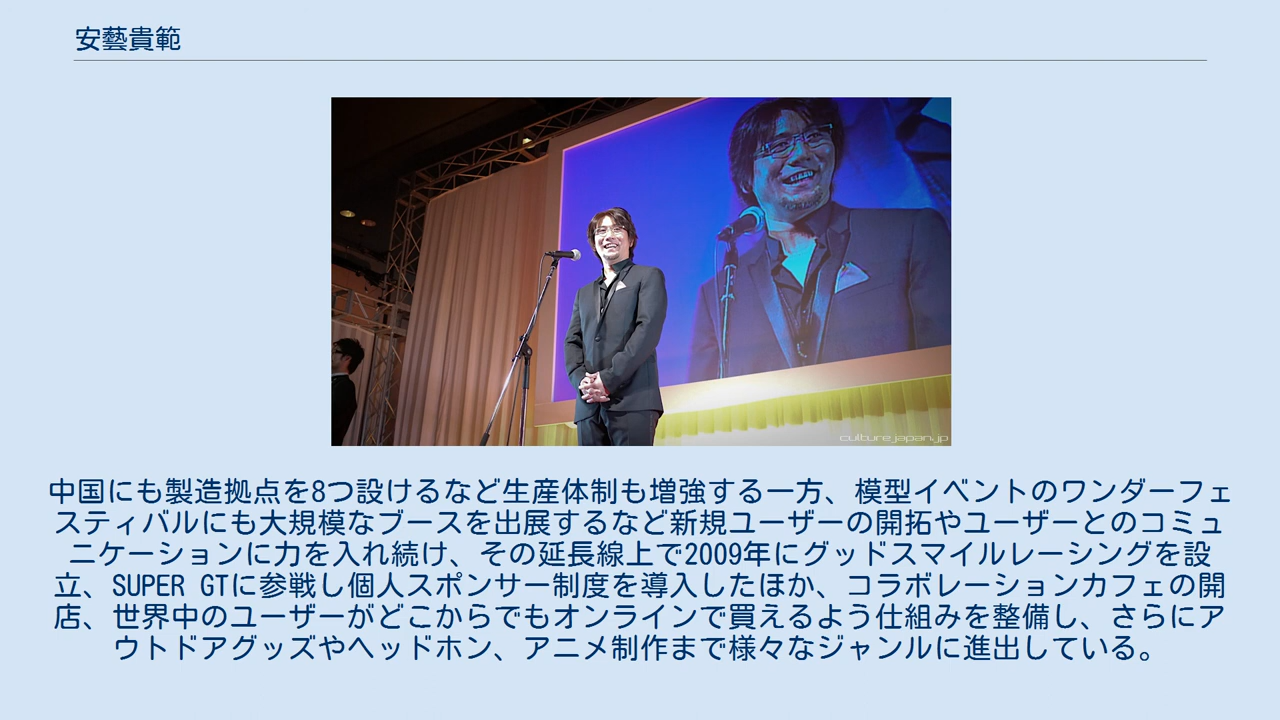 安藝貴範
culture japan.jp
中国にも製造拠点を8つ設けるなど生産体制も増強する一方、模型イベントのワンダーフェ
スティバルにも大規模なブースを出展するなど新規ユーザーの開拓やユーザーとのコミュ
ニケーションに力を入れ続け、その延長線上で2009年にグッドスマイルレーシングを設
立、SUPER GTに参戦し個人スポンサー制度を導入したほか、コラボレーションカフェの開
店、世界中のユーザーがどこからでもオンラインで買えるよう仕組みを整備し、さらにア
ウトドアグッズやヘッドホン、アニメ制作まで様々なジャンルに進出している。